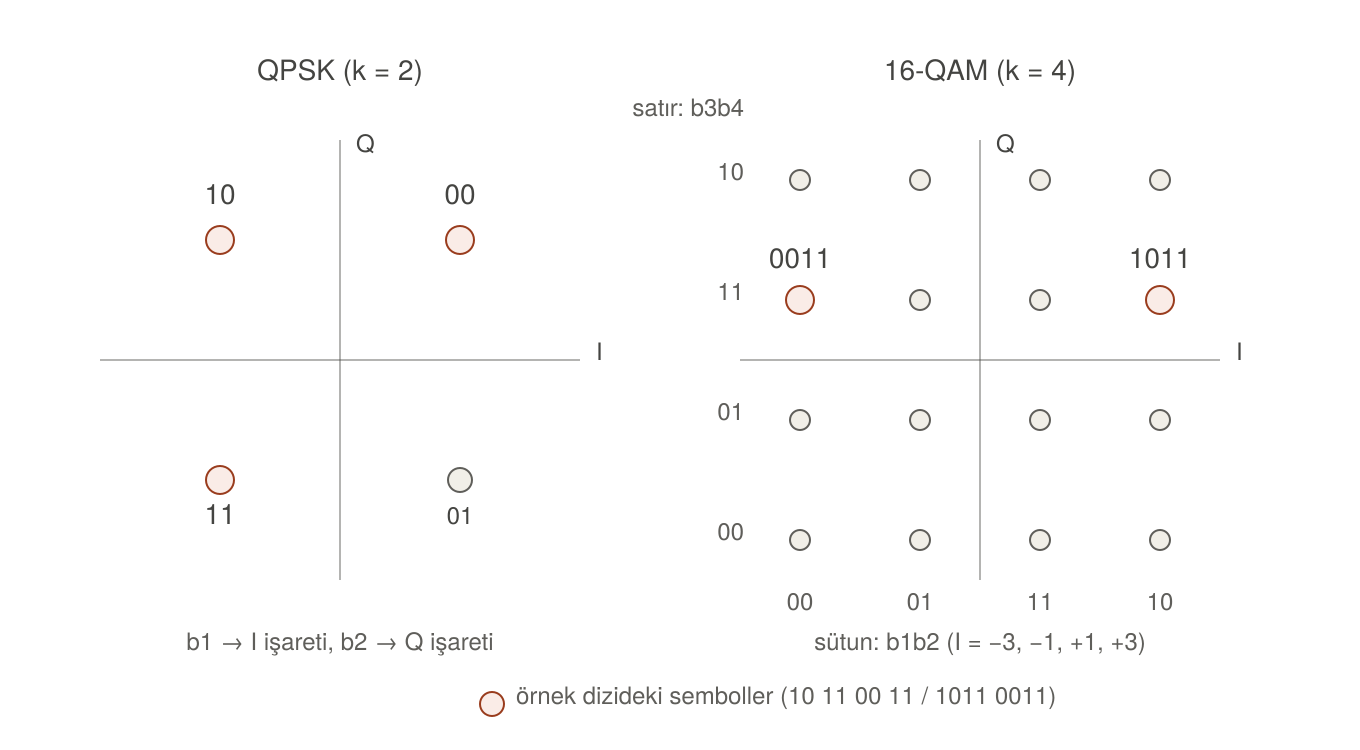 QPSK (k = 2)
Q
10
00
I
11
01
b1 → I işareti, b2 → Q işareti
16-QAM (k = 4)
satır: b3b4
Q
10
0011
1011
11
I
01
00
00
01
11
10
sütun: b1b2 (I = −3, −1, +1, +3)
örnek dizideki semboller (10 11 00 11 / 1011 0011)